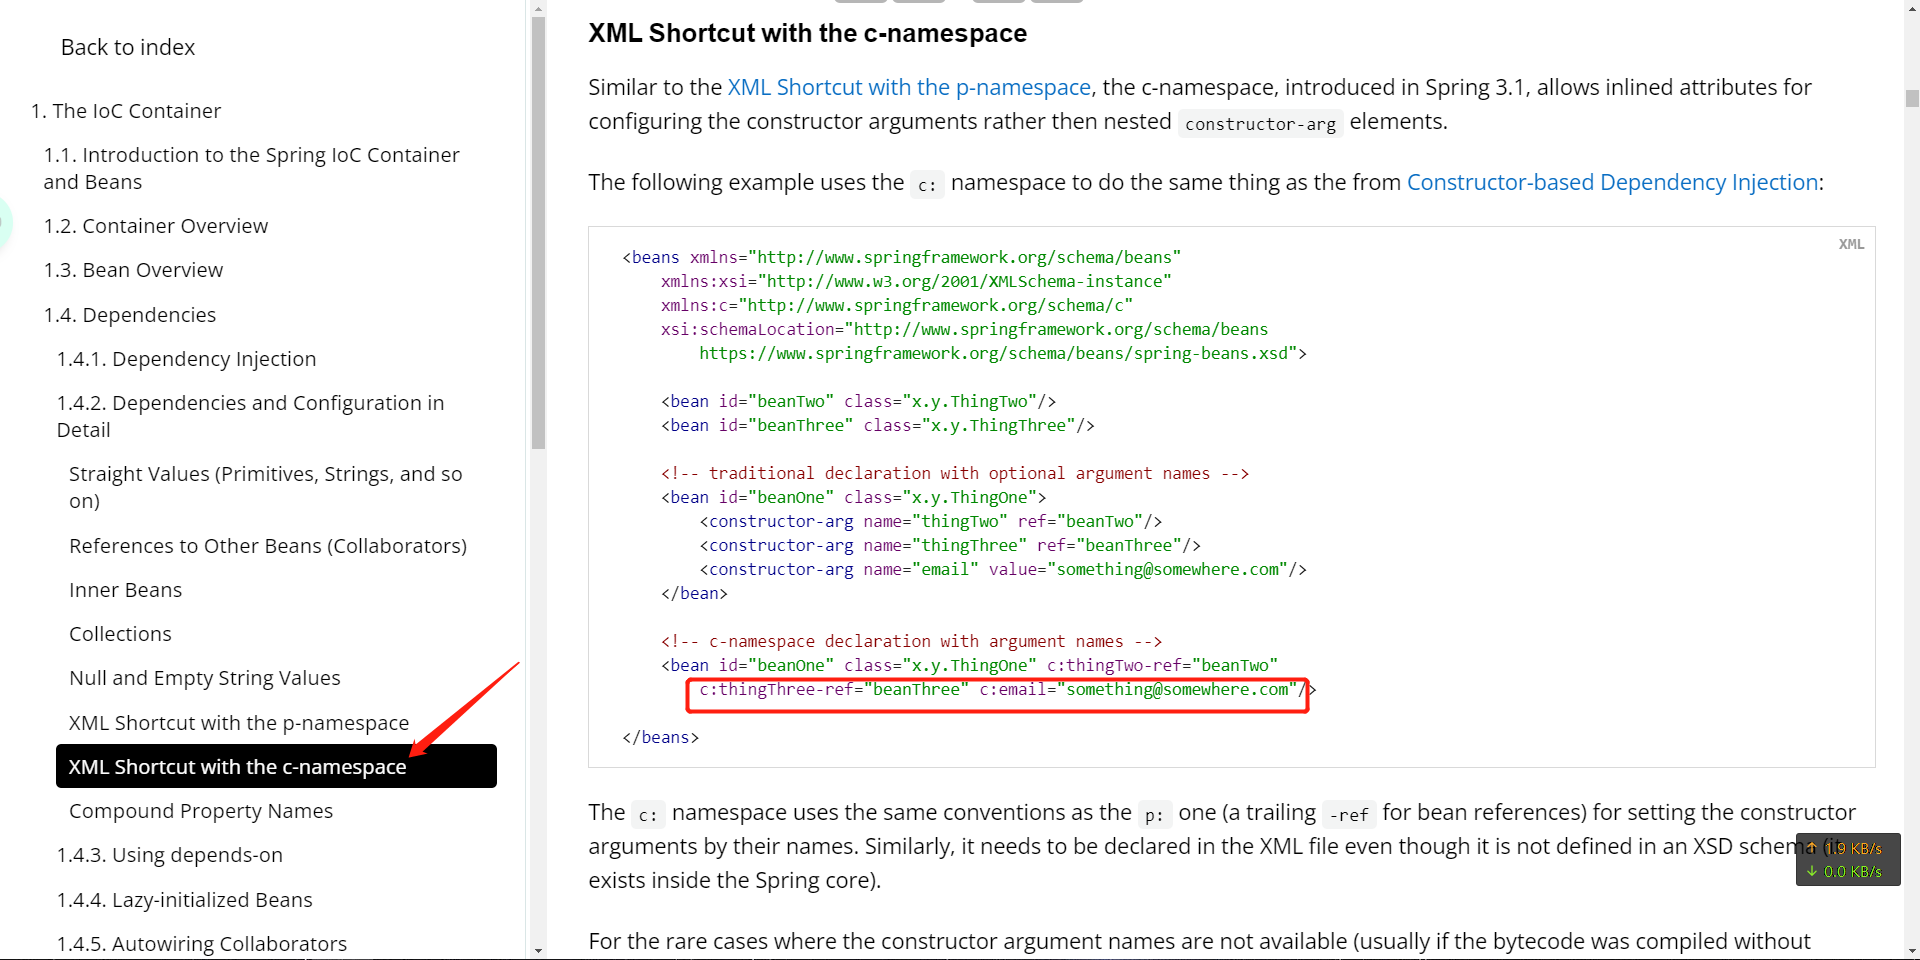 Back to index
1. The IoC Container
1.1. Introduction to the Spring IoC Container
and Beans
1.2. Container Overview
1.3. Bean Overview
1.4. Dependencies
1.4.1. Dependency Injection
1.4.2. Dependencies and Configuration in
Detail
Straight Values (Primitives, Strings, and so
on)
References to Other Beans (Collaborators)
Inner Beans
Collections
Null and Empty String Values
XML Shortcut with the p-namespace
XML Shortcut with the c-namespace
Compound Property Names
1.4.3. Using depends-on
1.4.4. Lazy-initialized Beans
1.4.5. Autowiring Collaborators
XML Shortcut with the c-namespace
Similar to the XML Shortcut with the p-namespace, the c-namespace, introduced in Spring 3.1, allows inlined attributes for
configuring the constructor arguments rather then nested constructor-arg elements.
The following example uses the c: namespace to do the same thing as the from Constructor-based Dependency Injection:
XML
<beans xmlns="http://www.springframework.org/schema/beans"
xmlns:xsi="http://www.w3.org/2001/XMLSchema-instance"
xmlns:c="http://www.springframework.org/schema/c"
xsi:schemaLocation="http://www.springframework.org/schema/beans
https://www.springframework.org/schema/beans/spring-beans.xsd">
<bean id="beanTwo" class="x.y.ThingTwo"/>
<bean id="beanThree" class="x.y.ThingThree"/>
<!-- traditional declaration with optional argument names -->
<bean id="beanOne" class="x.y.ThingOne">
<constructor-arg name="thingTwo" ref="beanTwo"/>
<constructor-arg name="thingThree" ref="beanThree"/>
<constructor-arg name="email" value="something@somewhere.com"/>
</bean>
<!-- c-namespace declaration with argument names -->
<bean id="beanOne" class="x.y.ThingOne" c:thingTwo-ref="beanTwo"
c:thingThree-ref="beanThree" c:email="something@somewhere.com"/>
</beans>
The c: namespace uses the same conventions as the p: one (a trailing -ref for bean references) for setting the constructor
arguments by their names. Similarly, it needs to be declared in the XML file even though it is not defined in an XSD schema (it
exists inside the Spring core).
For the rare cases where the constructor argument names are not available (usually if the bytecode was compiled without
↑ 1.9 KB/s
↓ 0.0 KB/s